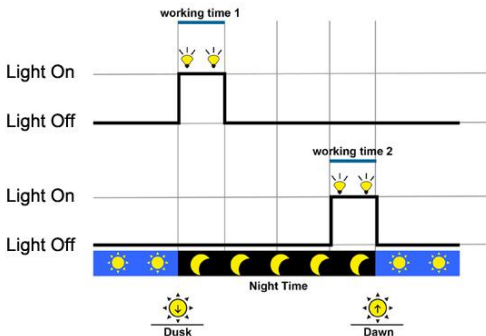 working time 1
Light On
Light Off
working time 2
Light On
Light Off
Night Time
Dusk
Dawn